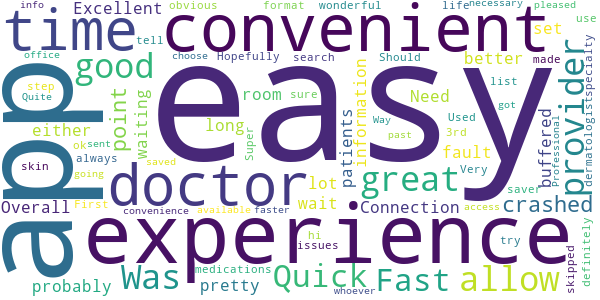 info
obvious
format
wonderful
life
necessary
pleased
Excellent
time
convenient
tell
set
use
office
choose
Hopefully
search
Should
better
made
good
step
Quite
app
easy
point
waiting
room
sure
information
Need
list
got
buffered
provider
dermatologist
specialty
either
long
Super
patients
Used
Way
past
3rd
fault
Professional
ok
sent
always
skin
going
saved
doctor
lot
wait
great
Very
saver
Overall
First
convenience
available
faster
Connection
access
crashed
experience
hi
issues
try
skipped
definitely
probably
Was
medications
pretty
Quick
whoever
Fast
allow